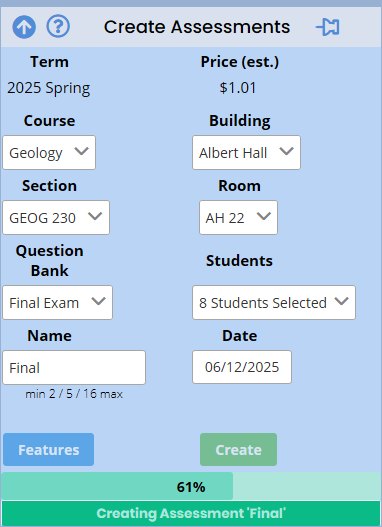 Create Assessments
Term
Price (est.)
2025 Spring
$1.01
Course
Building
Geology
Albert Hall
Section
Room
GEOG 230
AH 22
Question
Bank
Students
Final Exam
8 Students Selected
Name
Date
Final
06/12/2025
min 2 / 5 / 16 max
Features
Create
61%
Creating Assessment 'Final'